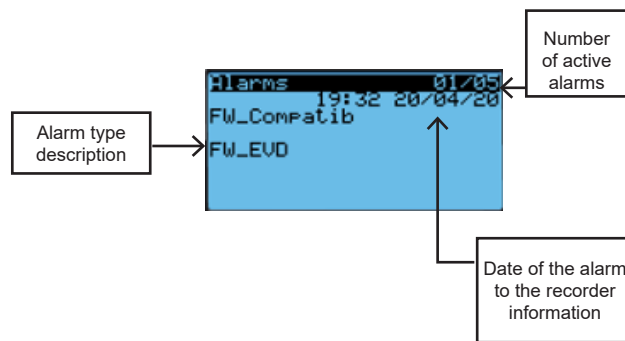 Number
of active
alarms
Alarms 01/05
19:32 20/04/20
FW_Compatib
FW_EVD
Alarm type
description
Date of the alarm
to the recorder
information